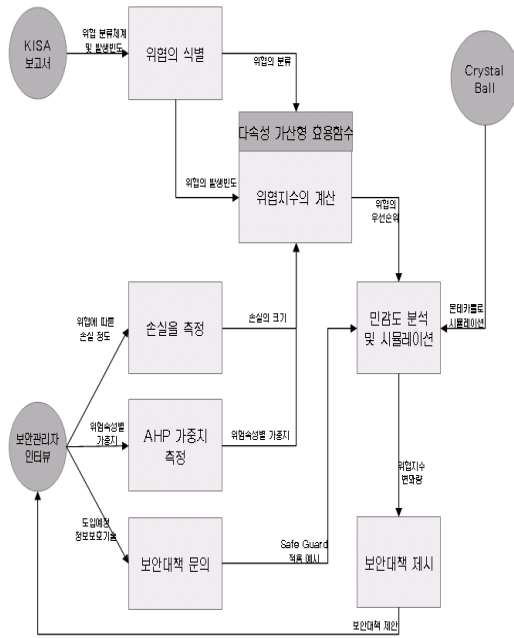 KISA
보고서
위협 분류체계
및 발생빈도
위협의 식별
위협의 분류
Crystal
Ball
다속성 가산형 효용함수
위협의 발생빈도
위협지수의 계산
위협의
우선순위
위협에 따른
손실 정도
손실을 측정
손실의 크기
민감도 분석
및 시뮬레이션
몬테카를로
시뮬레이션
보안관리자
인터뷰
위협속성별
가중치
AHP 가중치
측정
위협속성별 가중치
위협지수
변화량
도입예정
정보보호기술
보안대책 문의
Safe Guard
적용 예시
보안대책 제시
보안대책 제안